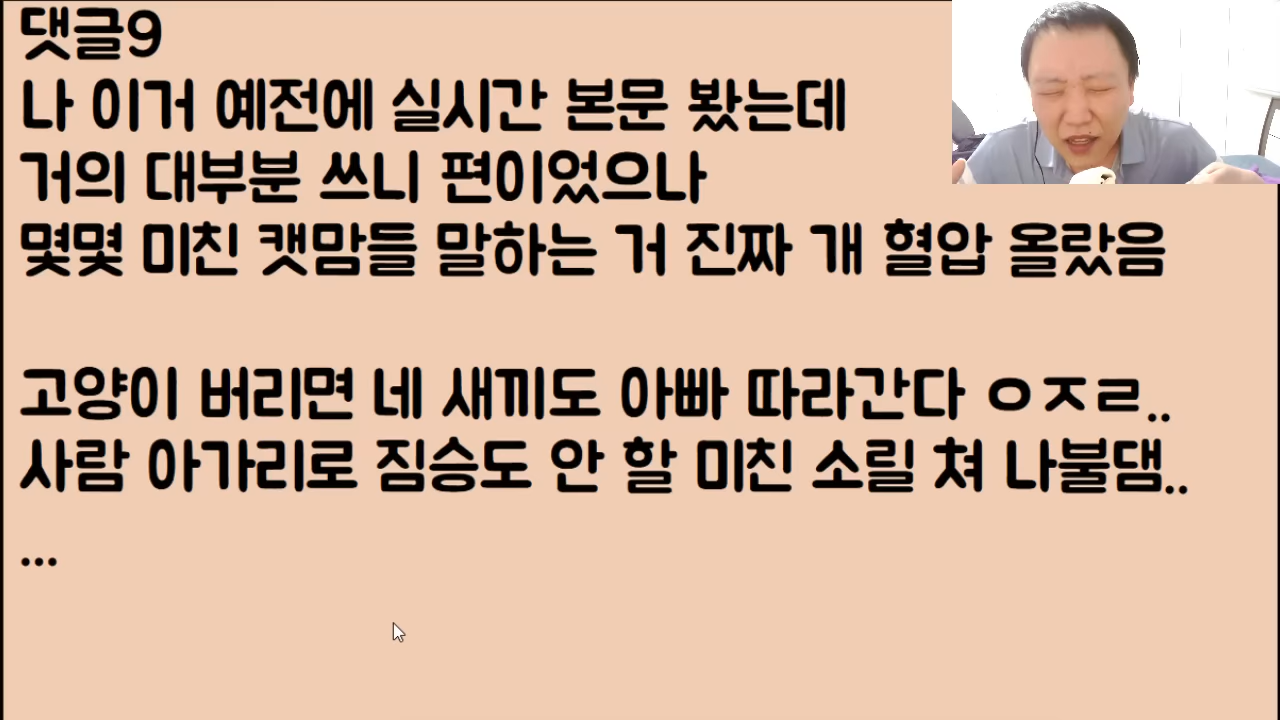 댓글9
나 이거 예전에 실시간 본문 봤는데
거의 대부분 쓰니 편이었으나
몇몇 미친 캣맘들 말하는 거 진짜 개 혈압 올랐음
고양이 버리면 네 새끼도 아빠 따라간다 ㅇㅈㄹ..
사람 아가리로 짐승도 안 할 미친 소릴 쳐 나불댐..
...